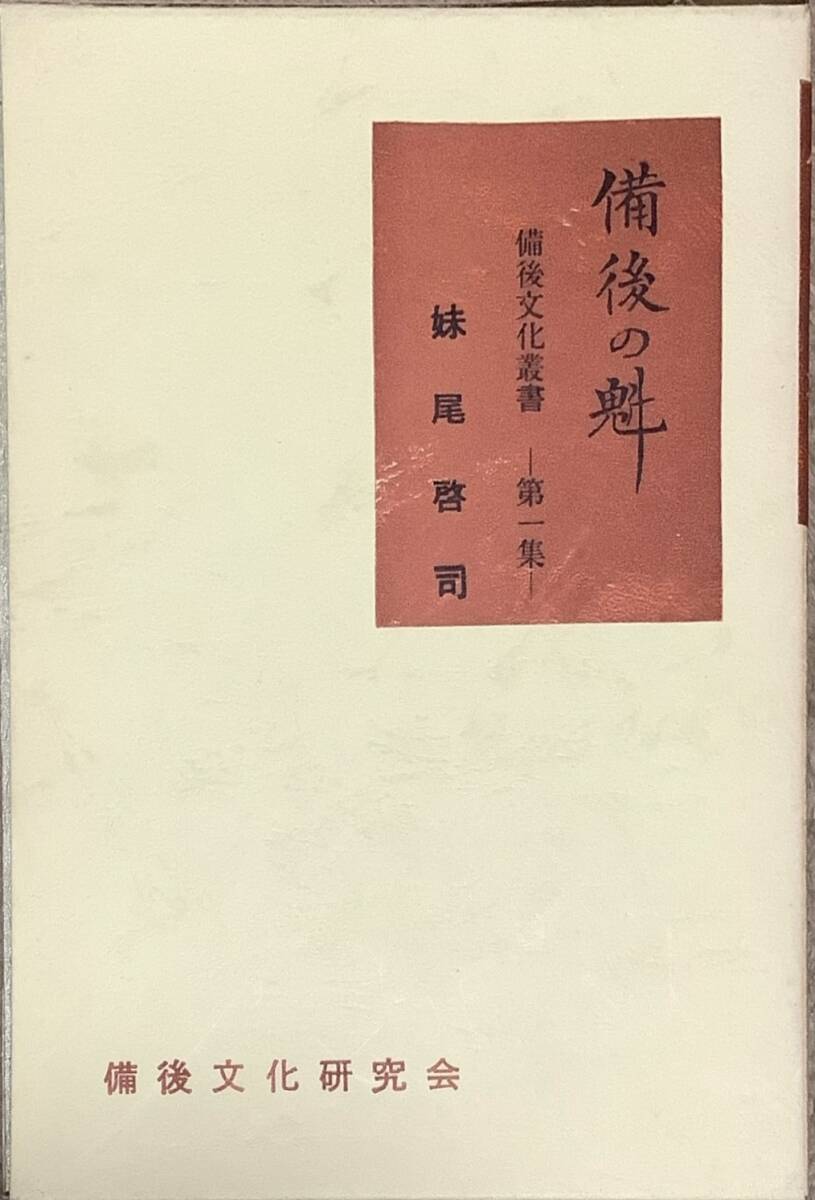 備後の魁
備後文化叢書 ―第一集―
妹尾啓司
備後文化研究会